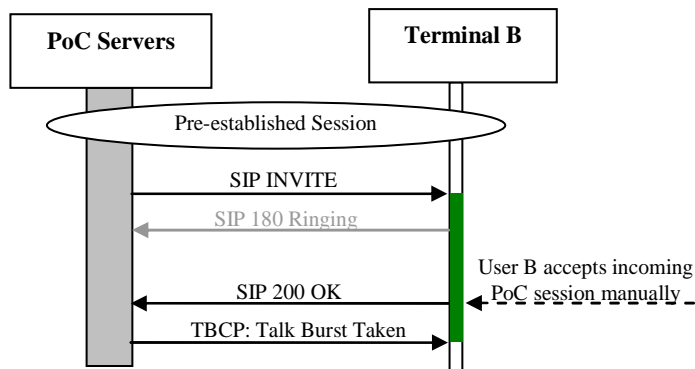 PoC Servers
Terminal B
Pre-established Session
SIP INVITE
SIP 180 Ringing
User B accepts incoming
PoC session manually
SIP 200 OK
TBCP: Talk Burst Taken